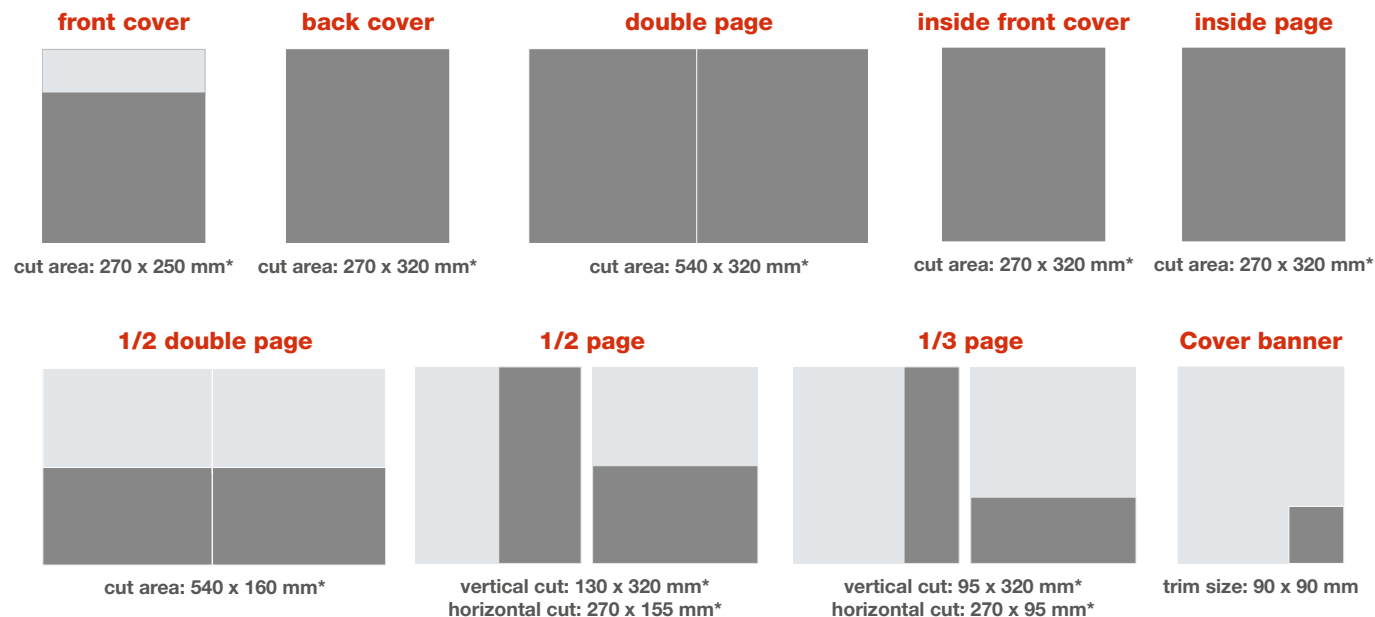 front cover
back cover
double page
inside front cover
inside page
cut area: 270 x 250 mm*
cut area: 270 x 320 mm*
cut area: 540 x 320 mm*
cut area: 270 x 320 mm*
cut area: 270 x 320 mm*
1/2 double page
1/2 page
1/3 page
Cover banner
cut area: 540 x 160 mm*
vertical cut: 130 x 320 mm*
horizontal cut: 270 x 155 mm*
vertical cut: 95 x 320 mm*
horizontal cut: 270 x 95 mm*
trim size: 90 x 90 mm